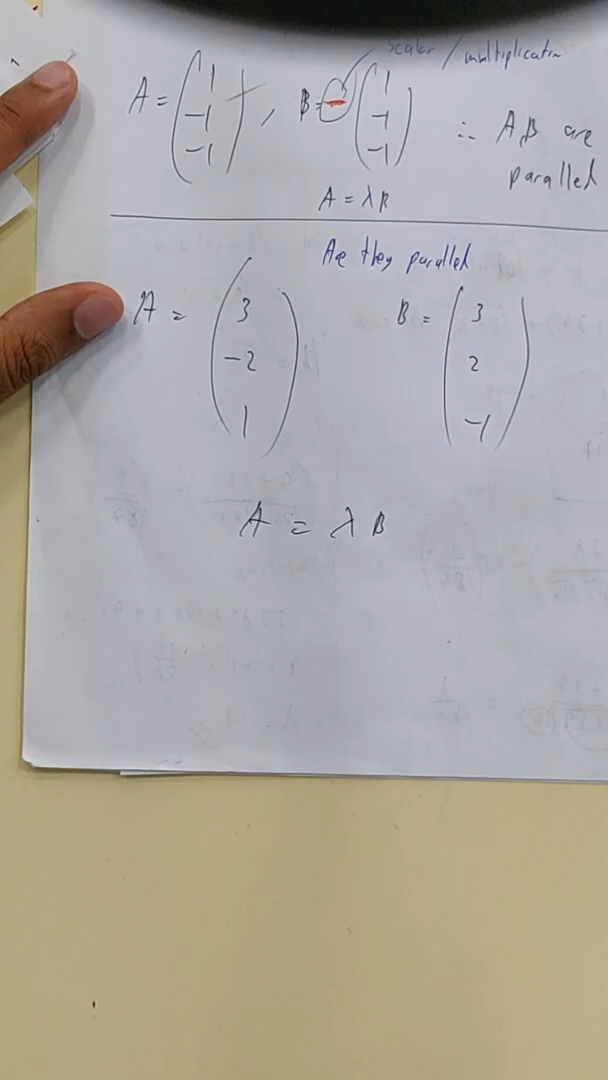 scalar / multiplication
A = (1 -1 -1), B = - (1 -1 -1) ∴ A,B are parallel
A = λB
Are they parallel
A = (3 -2 1) B = (3 2 -1)
A = λ B